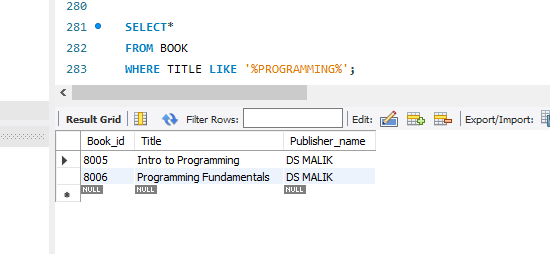 280
281 SELECT*
282 FROM BOOK
283 WHERE TITLE LIKE '%PROGRAMMING%';
Result Grid Filter Rows: Edit: Export/Import:
Book_id Title Publisher_name
8005 Intro to Programming DS MALIK
8006 Programming Fundamentals DS MALIK
NULL NULL NULL